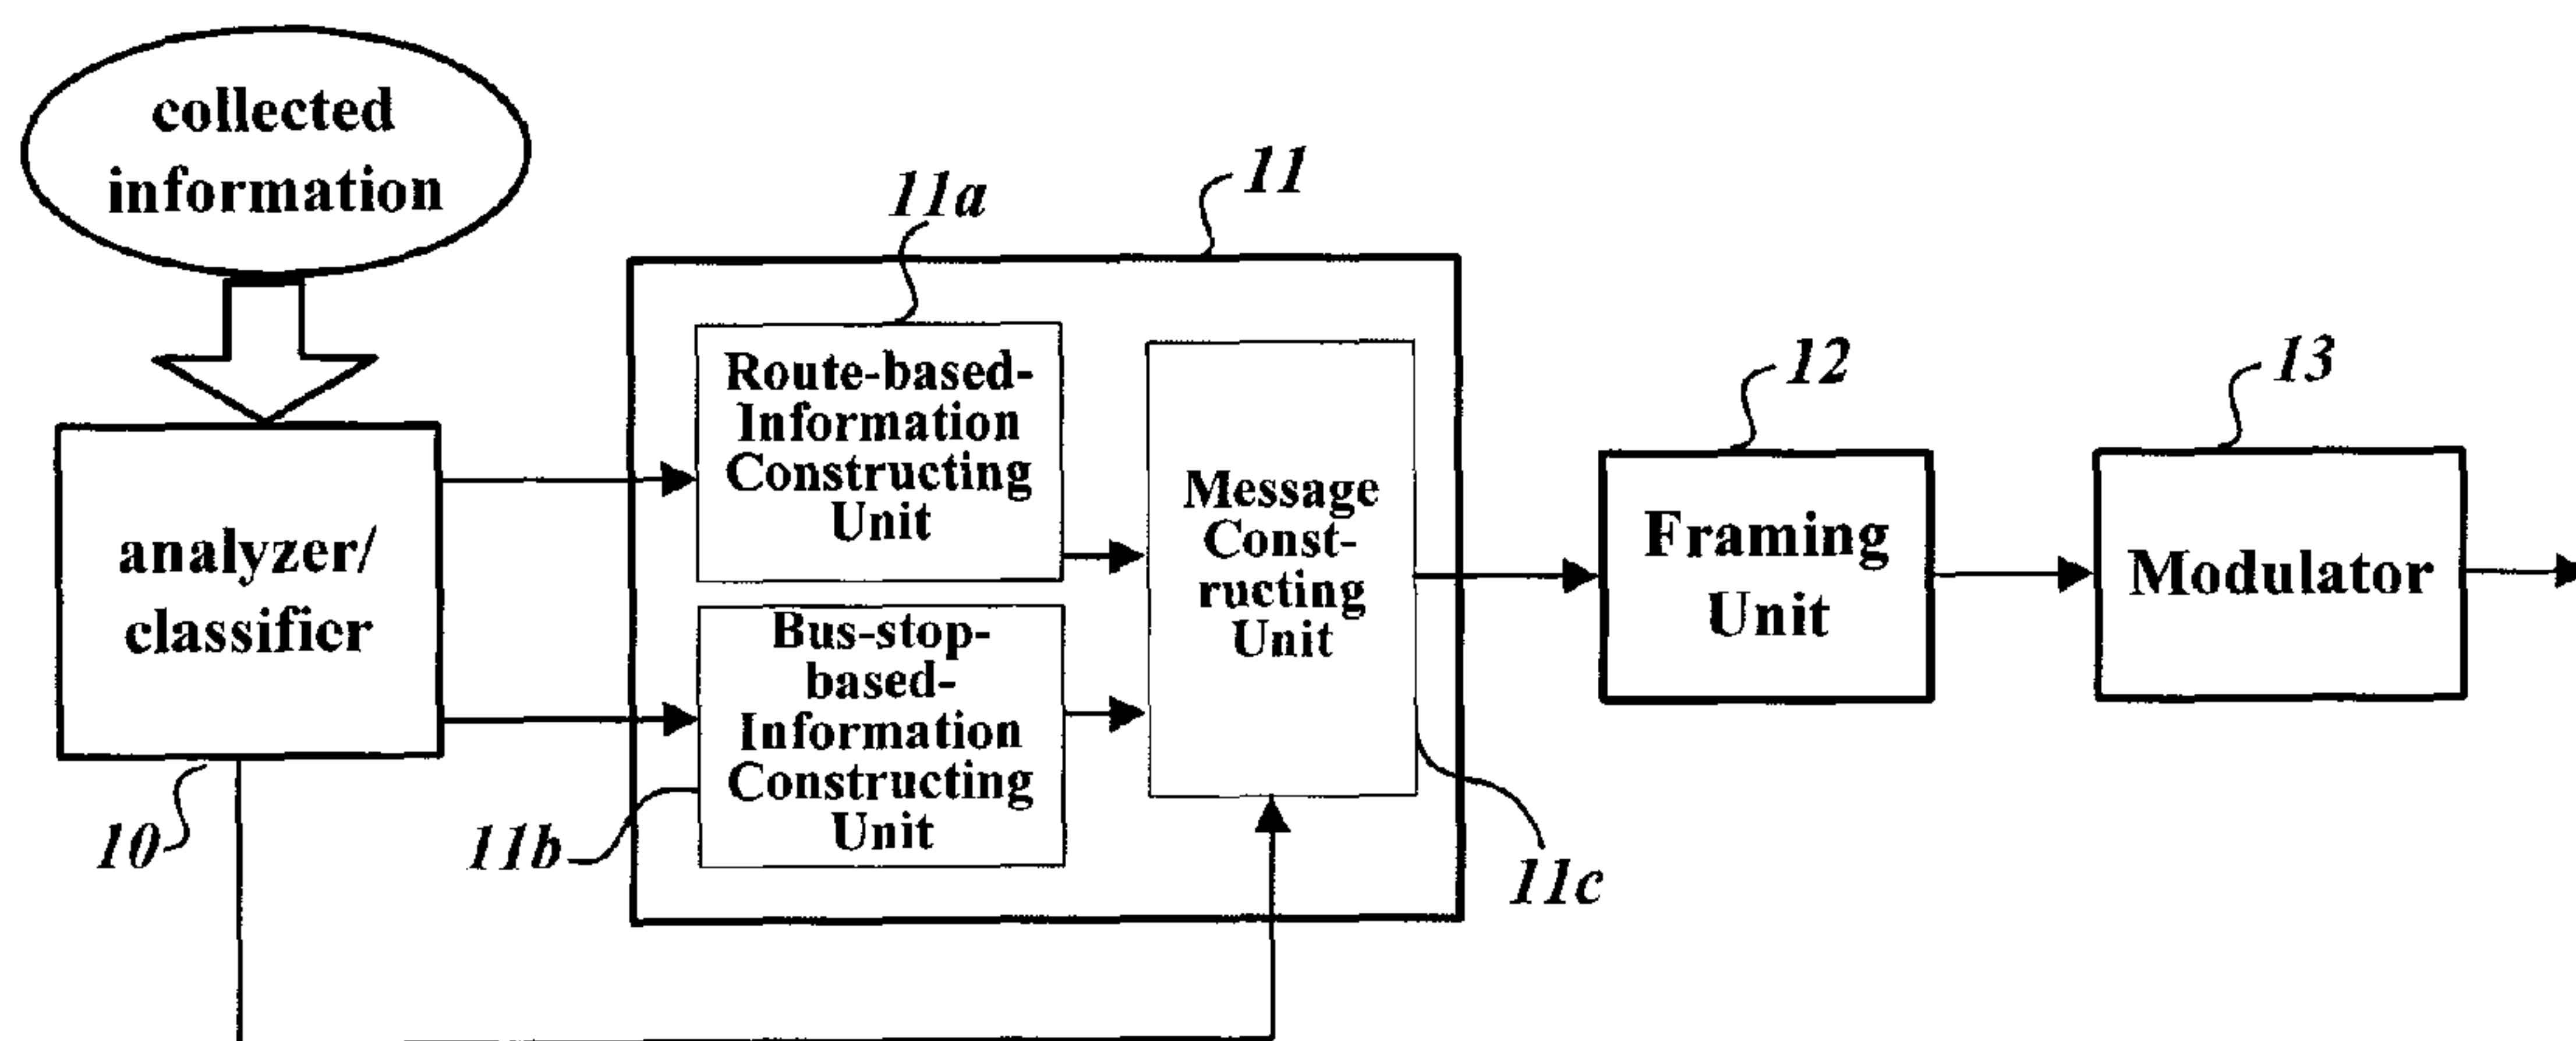 collected
information
11
11a
Route-based-
Information
Constructing
Unit
12
13
Message
Const-
ructing
Unit
Framing
Unit
Modulator
analyzer/
classifier
Bus-stop-
based-
Information
Constructing
Unit
10
11b
11c